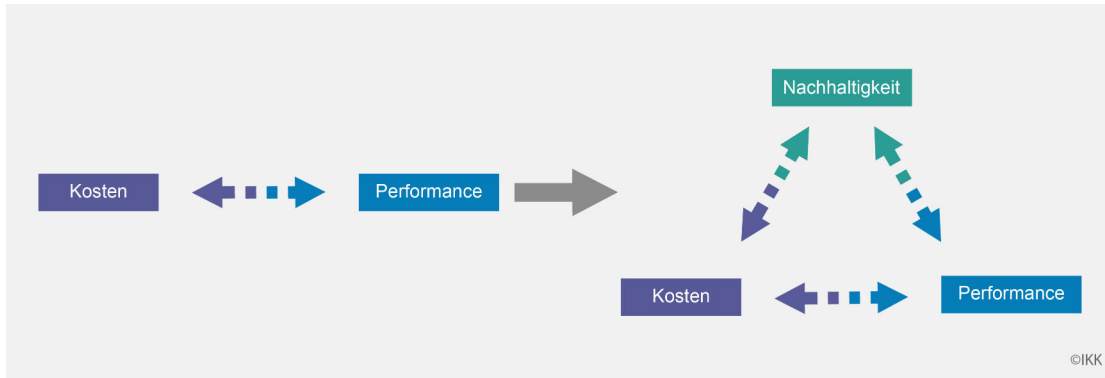 Nachhaltigkeit
Kosten
Performance
Kosten
Performance
©IKK